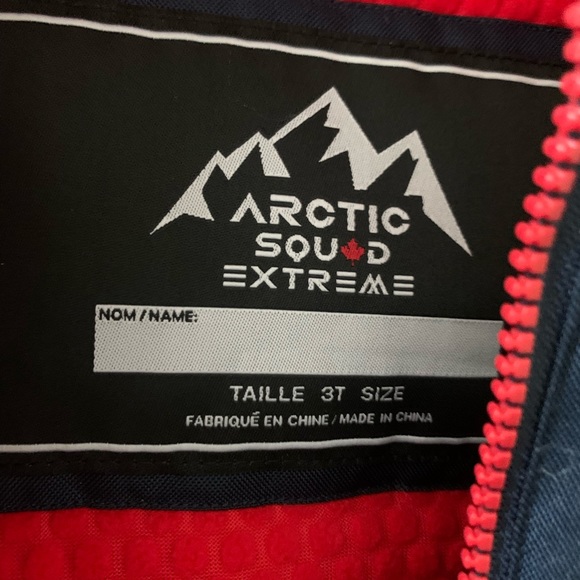 ARCTIC
SQUAD
EXTREME
NOM / NAME:
TAILLE 3T SIZE
FABRIQUÉ EN CHINE / MADE IN CHINA